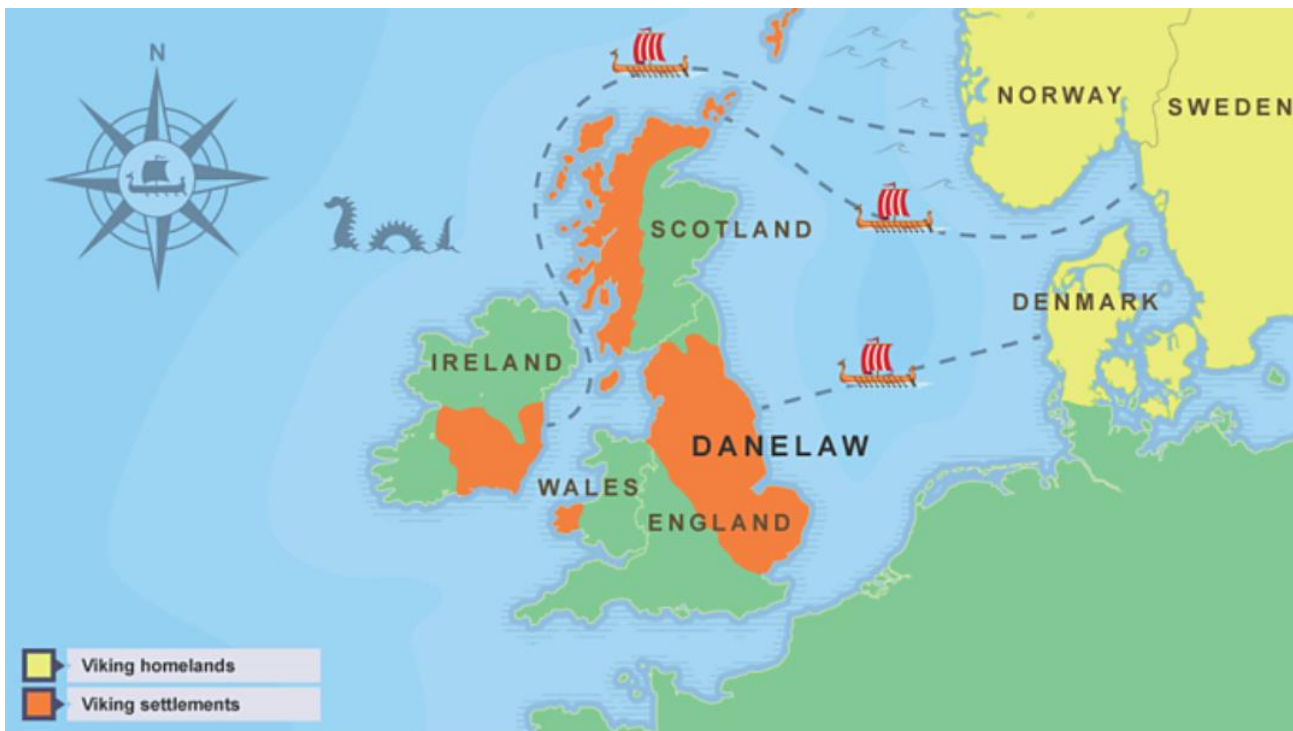 N
NORWAY
SWEDEN
SCOTLAND
DENMARK
IRELAND
DANELAW
WALES
ENGLAND
Viking homelands
Viking settlements